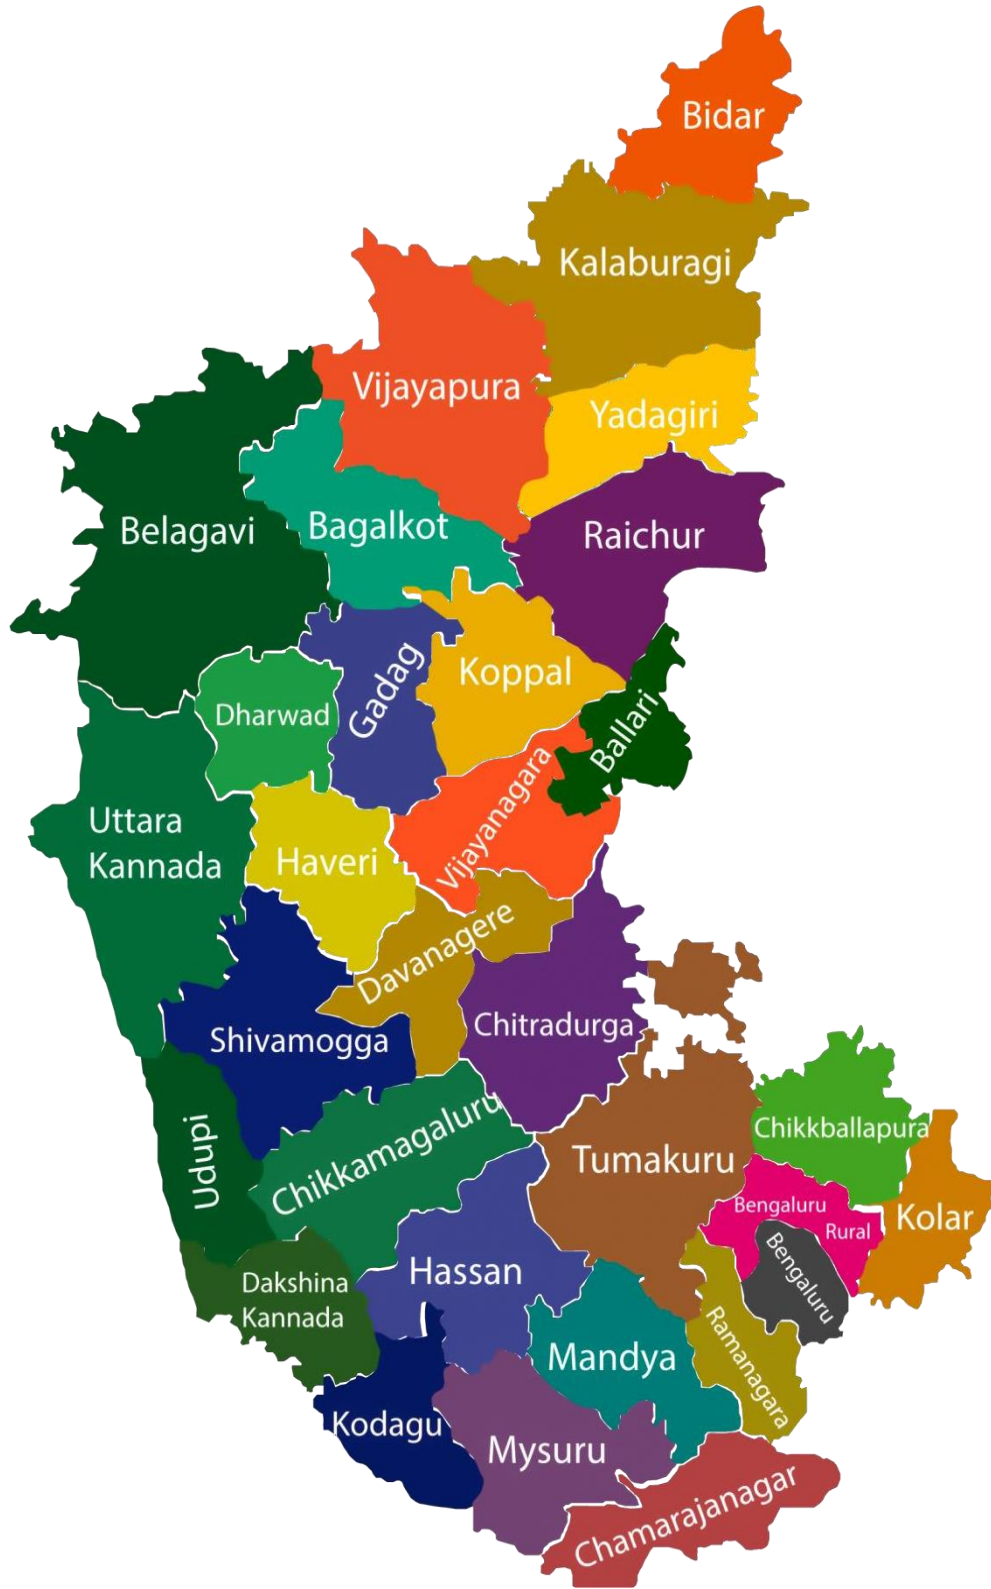 Bidar
Kalaburagi
Vijayapura
Yadagiri
Belagavi
Bagalkot
Raichur
Dharwad
Gadag
Koppal
Ballari
Uttara
Kannada
Haveri
Vijayanagara
Davanagere
Shivamogga
Chitradurga
Udupi
Chikkamagaluru
Tumakuru
Chikkballapura
Bengaluru
Rural
Kolar
Bengaluru
Dakshina
Kannada
Hassan
Mandya
Ramanagara
Kodagu
Mysuru
Chamarajanagar